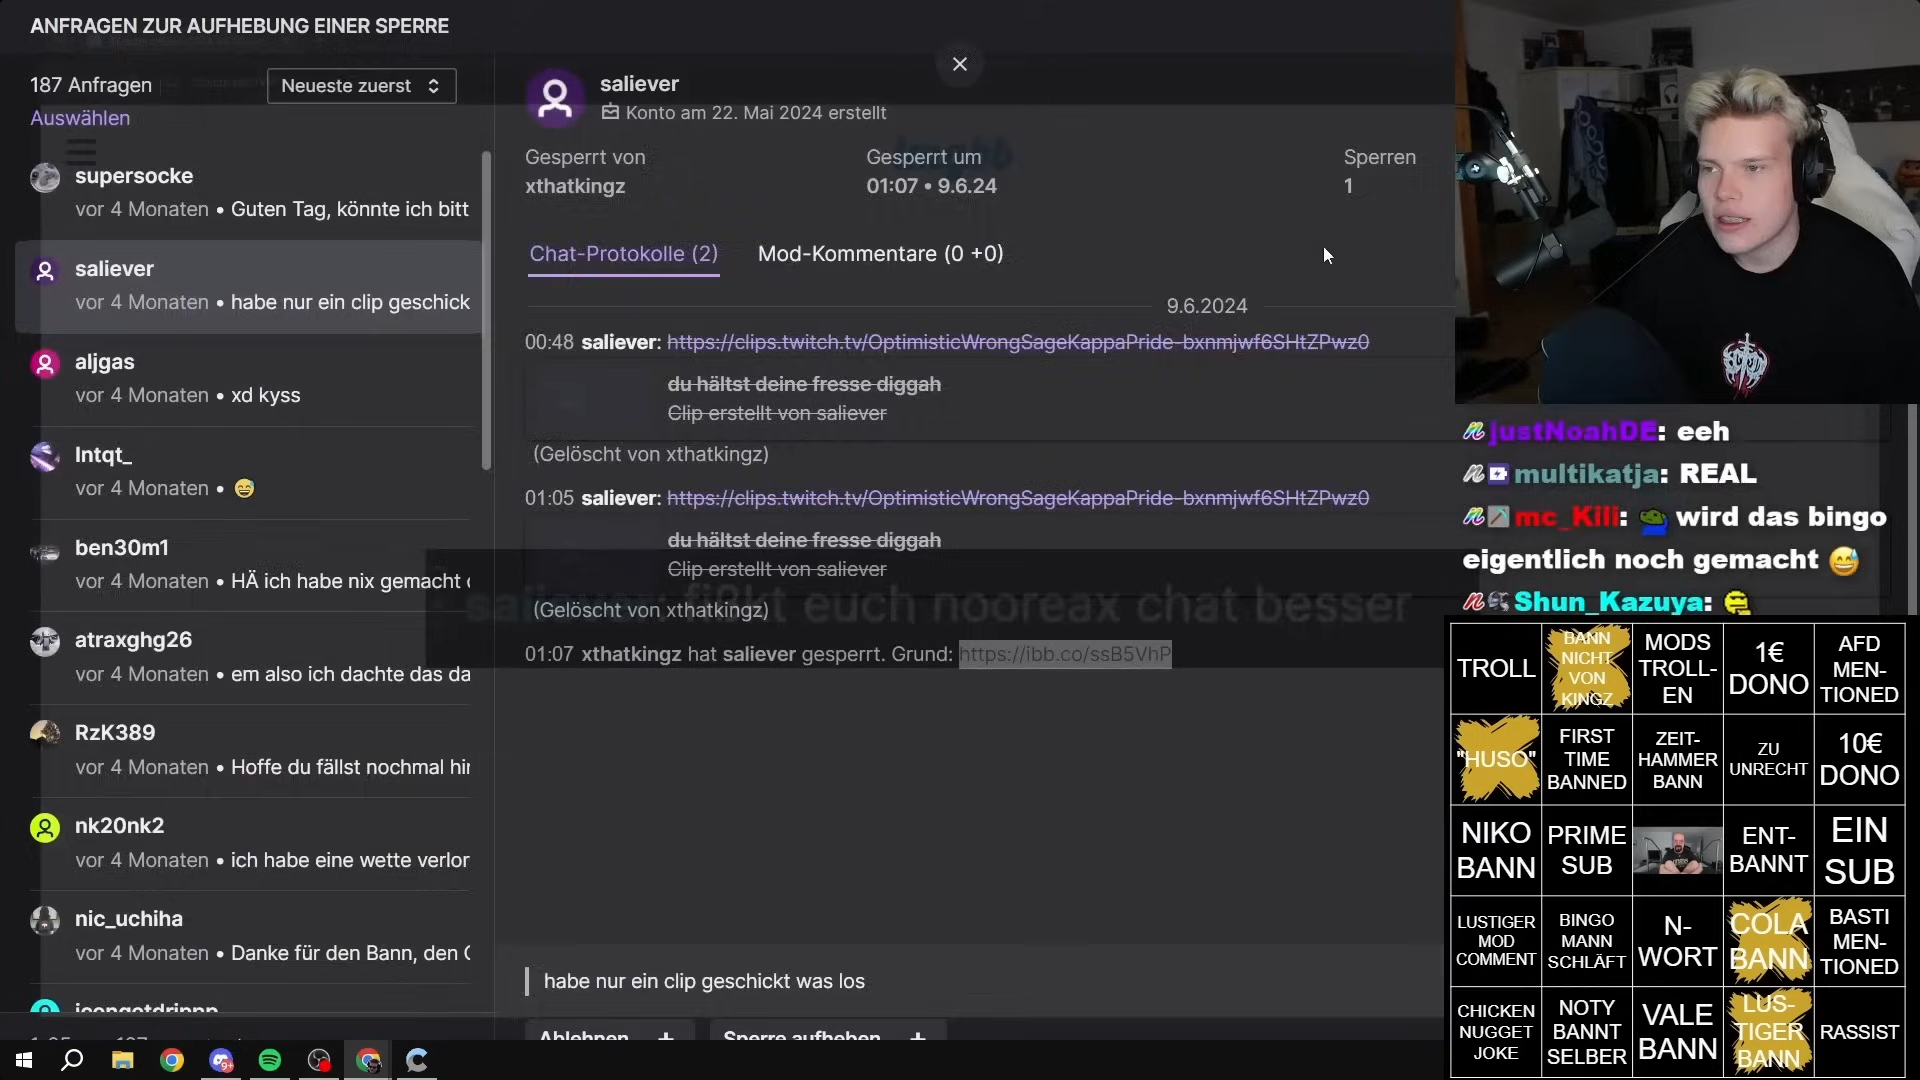 ANFRAGEN ZUR AUFHEBUNG EINER SPERRE
187 Anfragen
Neueste zuerst
Auswählen
supersocke
vor 4 Monaten • Guten Tag, könnte ich bitt
saliever
vor 4 Monaten • habe nur ein clip geschick
aljgas
vor 4 Monaten • xd kyss
Intqt_
vor 4 Monaten • 😅
ben30m1
vor 4 Monaten • HÄ ich habe nix gemacht
atraxghg26
vor 4 Monaten • em also ich dachte das da
RzK389
vor 4 Monaten • Hoffe du fällst nochmal hin
nk20nk2
vor 4 Monaten • ich habe eine wette verlor
nic_uchiha
vor 4 Monaten • Danke für den Bann, den
saliever
Konto am 22. Mai 2024 erstellt
Gesperrt von
xthatkingz
Gesperrt um
01:07 • 9.6.24
Sperren
1
Chat-Protokolle (2)
Mod-Kommentare (0 +0)
9.6.2024
00:48 saliever: https://clips.twitch.tv/OptimisticWrongSageKappaPride-bxnmjwf6SHtZPwz0
du hältst deine fresse diggah
Clip erstellt von saliever
(Gelöscht von xthatkingz)
01:05 saliever: https://clips.twitch.tv/OptimisticWrongSageKappaPride-bxnmjwf6SHtZPwz0
du hältst deine fresse diggah
Clip erstellt von saliever
saliever: fi8kt euch nooreax chat besser
(Gelöscht von xthatkingz)
01:07 xthatkingz hat saliever gesperrt. Grund: https://ibb.co/ssB5VhP
habe nur ein clip geschickt was los
Ablehnen +
Sperre aufheben +
justNoahDE: eeh
multikatja: REAL
mc_Kill: wird das bingo
eigentlich noch gemacht 😅
Shun_Kazuya:
TROLL
BANN
NICHT
VON
KINGZ
MODS
TROLL-
EN
1€
DONO
AFD
MEN-
TIONED
"HUSO"
FIRST
TIME
BANNED
ZEIT-
HAMMER
BANN
ZU
UNRECHT
10€
DONO
NIKO
BANN
PRIME
SUB
ENT-
BANNT
EIN
SUB
LUSTIGER
MOD
COMMENT
BINGO
MANN
SCHLÄFT
N-
WORT
COLA
BANN
BASTI
MEN-
TIONED
CHICKEN
NUGGET
JOKE
NOTY
BANNT
SELBER
VALE
BANN
LUS-
TIGER
BANN
RASSIST